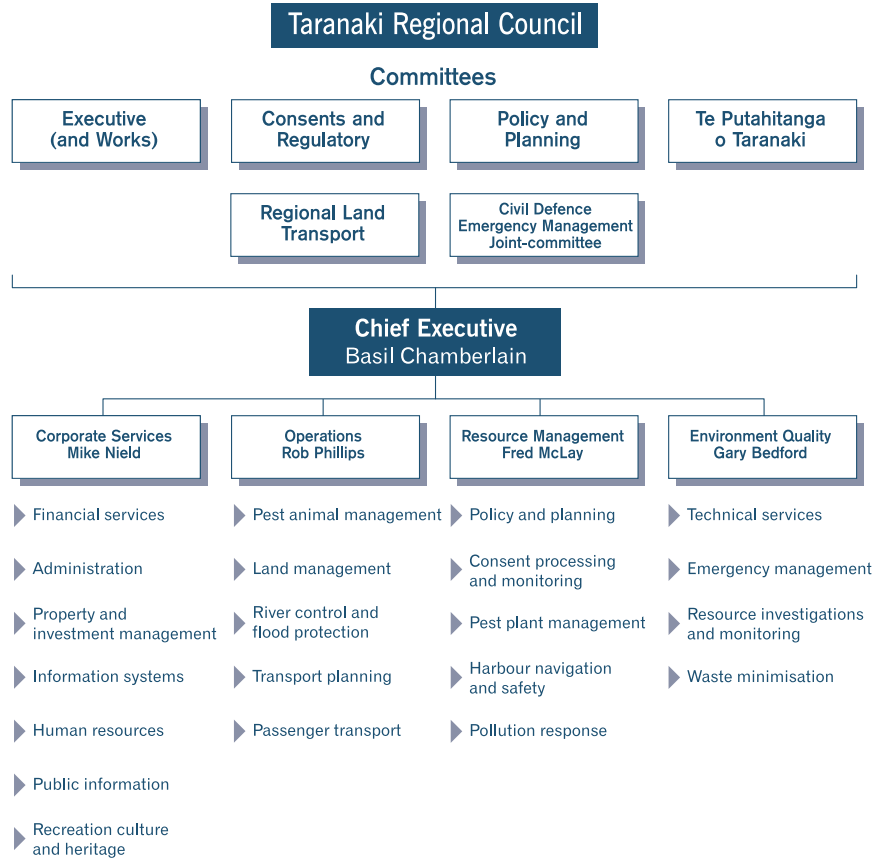 Taranaki Regional Council
Committees
Executive
(and Works)
Consents and
Regulatory
Policy and
Planning
Te Putahitanga
o Taranaki
Regional Land
Transport
Civil Defence
Emergency Management
Joint-committee
Chief Executive
Basil Chamberlain
Corporate Services
Mike Nield
Financial services
Administration
Property and
investment management
Information systems
Human resources
Public information
Recreation culture
and heritage
Operations
Rob Phillips
Pest animal management
Land management
River control and
flood protection
Transport planning
Passenger transport
Resource Management
Fred McLay
Policy and planning
Consent processing
and monitoring
Pest plant management
Harbour navigation
and safety
Pollution response
Environment Quality
Gary Bedford
Technical services
Emergency management
Resource investigations
and monitoring
Waste minimisation